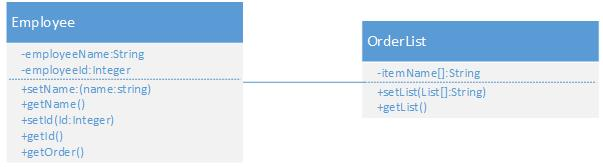 Employee
-employeeName:String
-employeeId:Integer
+setName:(name:string)
+getName()
+setId(Id:Integer)
+getId()
+getOrder()
OrderList
-itemName[]:String
+setList(List[]:String)
+getList()